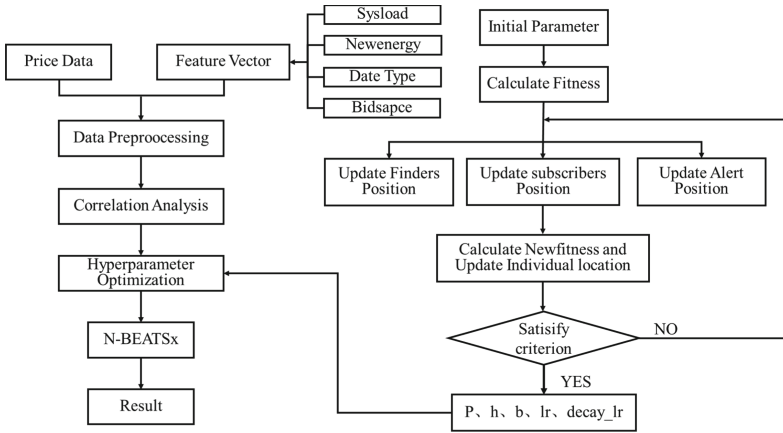 Sysload
Newenergy
Date Type
Bidsapce
Price Data
Feature Vector
Data Preproocessing
Correlation Analysis
Hyperparameter
Optimization
N-BEATSx
Result
Initial Parameter
Calculate Fitness
Update Finders
Position
Update subscribers
Position
Update Alert
Position
Calculate Newfitness and
Update Individual location
Satisify
criterion
NO
YES
P、h、b、lr、decay_lr